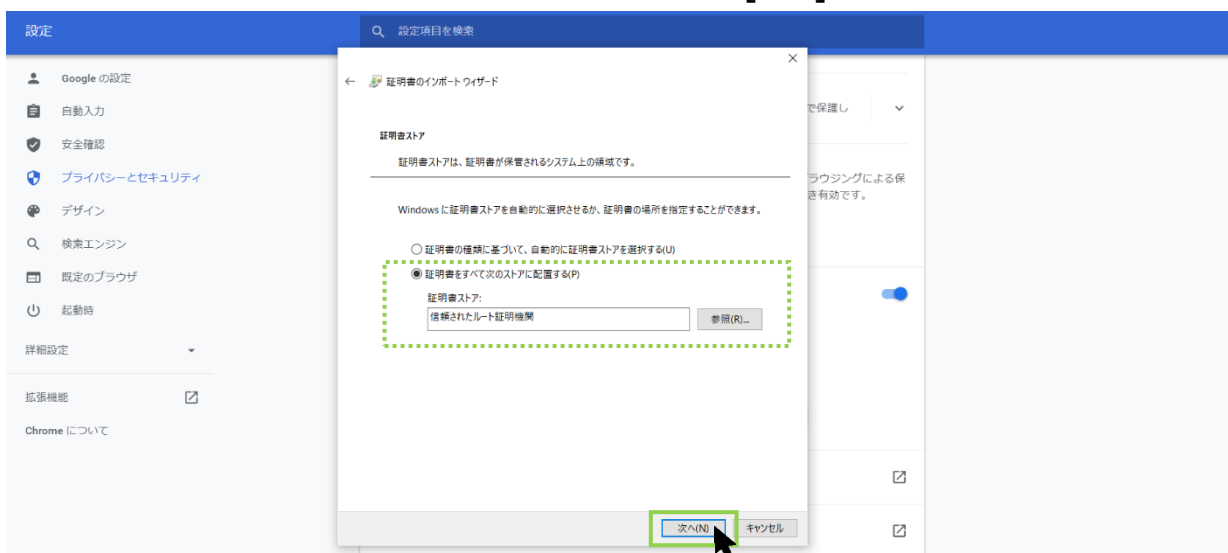 設定
設定項目を検索
Google の設定
自動入力
安全確認
プライバシーとセキュリティ
デザイン
検索エンジン
既定のブラウザ
起動時
詳細設定
拡張機能
Chrome について
証明書のインポート ウィザード
証明書ストア
証明書ストアは、証明書が保管されるシステム上の領域です。
Windows に証明書ストアを自動的に選択させるか、証明書の場所を指定することができます。
証明書の種類に基づいて、自動的に証明書ストアを選択する(U)
証明書をすべて次のストアに配置する(P)
証明書ストア:
信頼されたルート証明機関
参照(R)...
次へ(N)
キャンセル
で保護し
ラウジングによる保
き有効です。